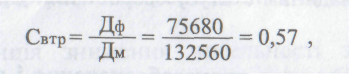 Свтр = Дф / Дм = 75680 / 132560 = 0,57 ,